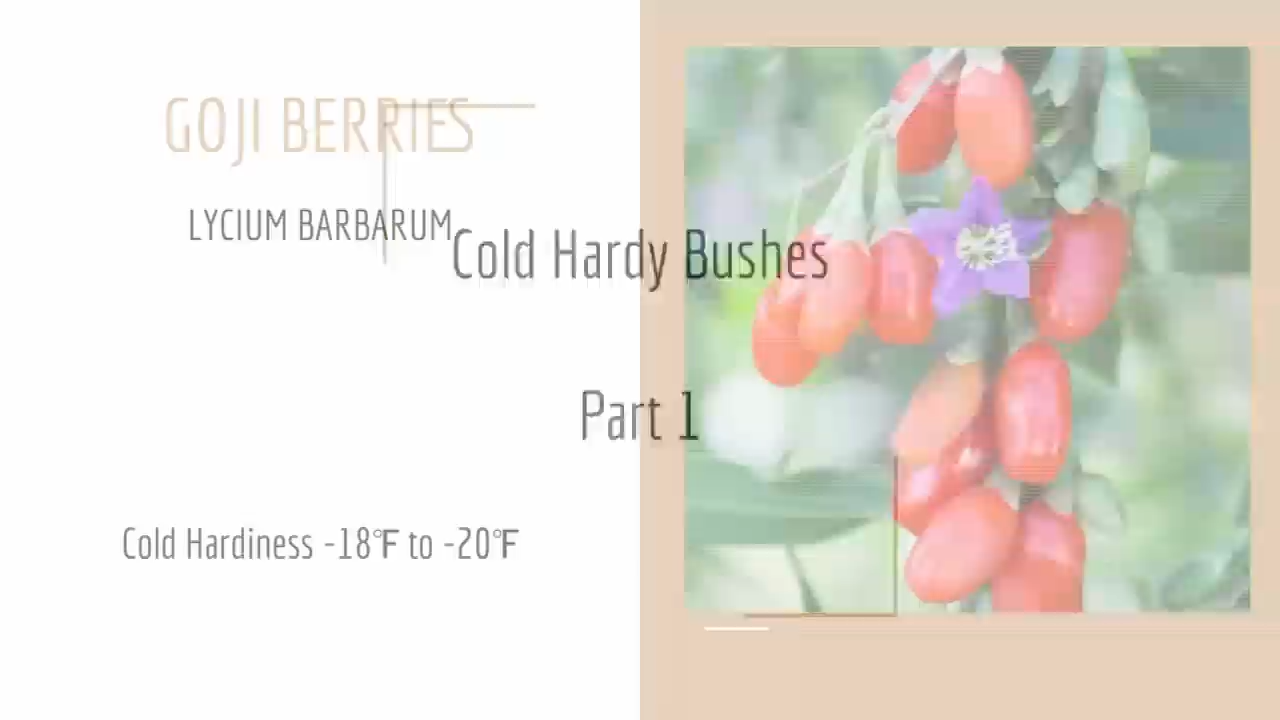 GOJI BERRIES
LYCIUM BARBARUM
Cold Hardy Bushes
Part 1
Cold Hardiness -18°F to -20°F